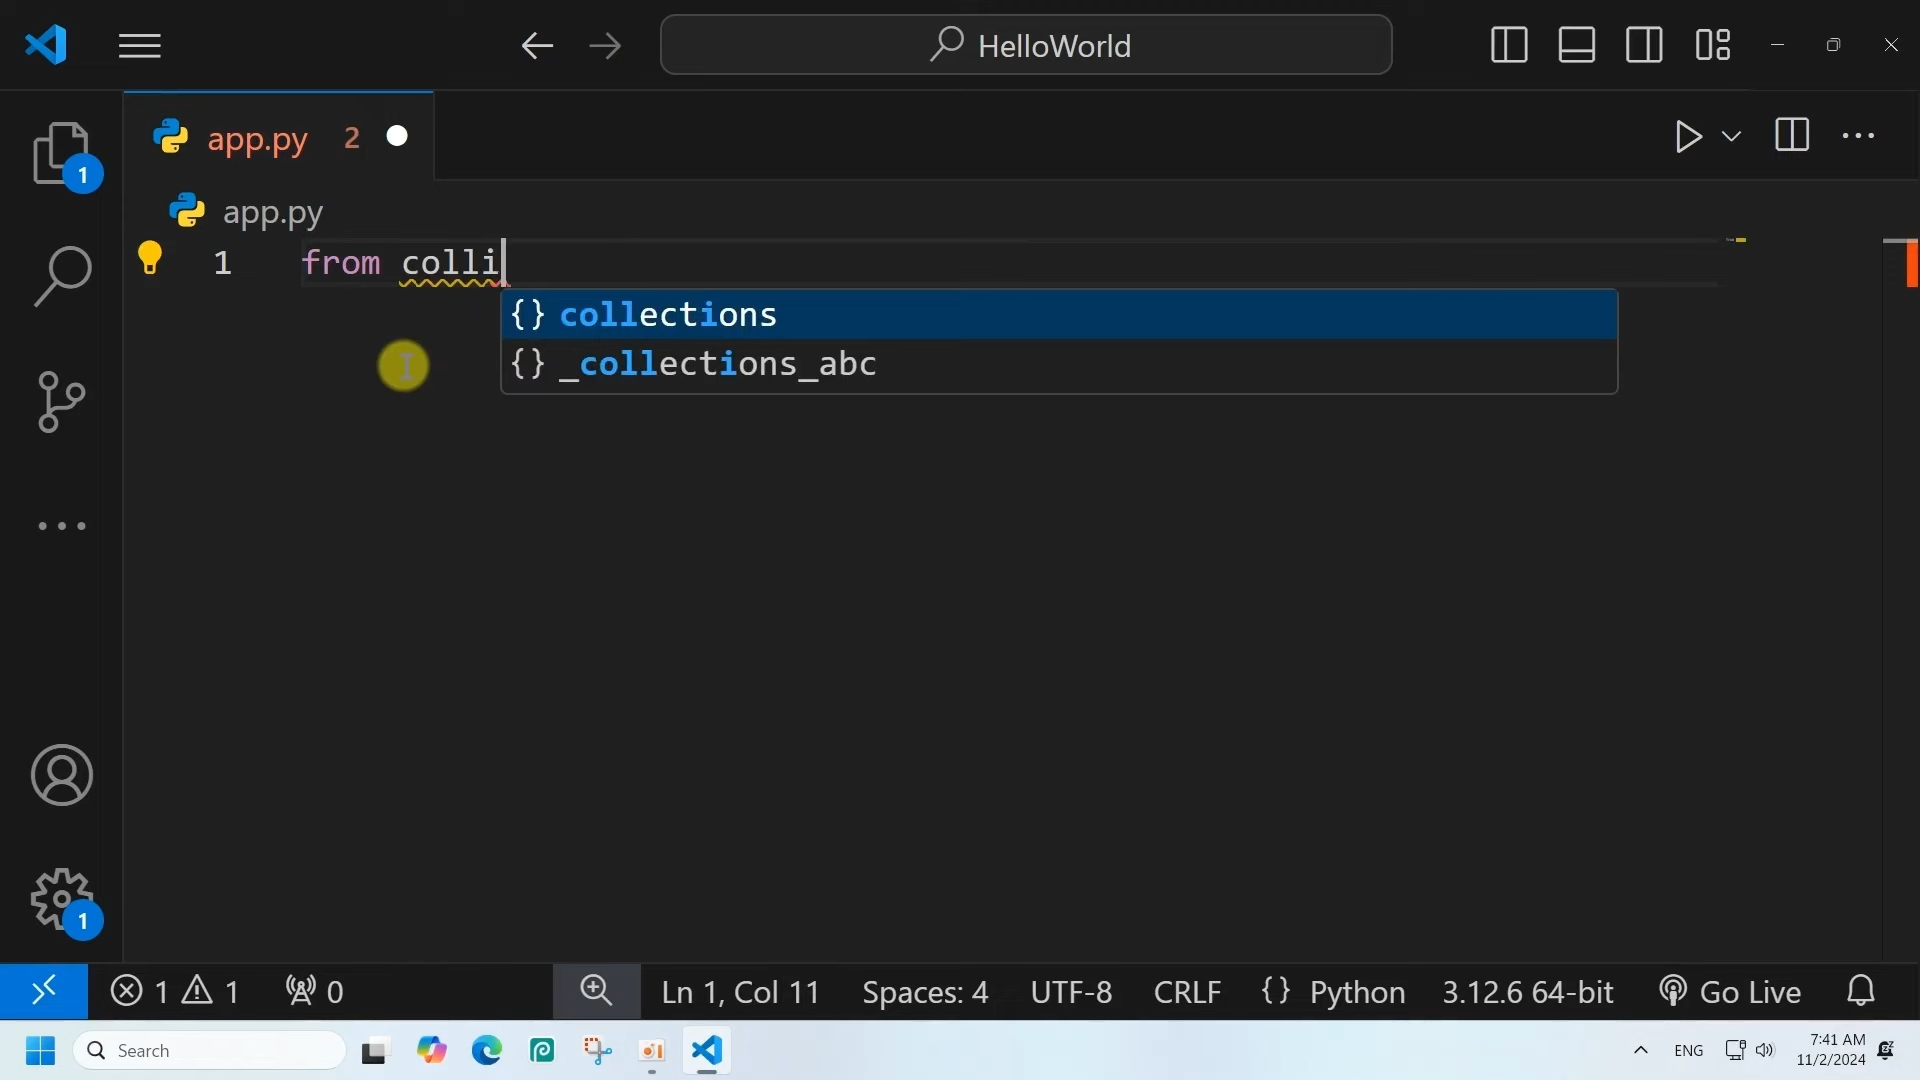 HelloWorld
app.py 2
1
app.py
1 from colli
{} collections
{} _collections_abc
1
1 1 0 Ln 1, Col 11 Spaces: 4 UTF-8 CRLF {} Python 3.12.6 64-bit Go Live
Search ENG 7:41 AM
11/2/2024